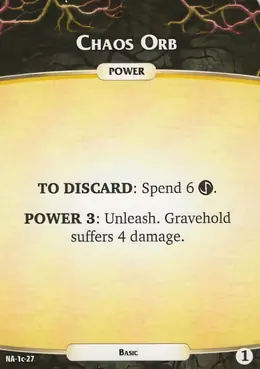 Chaos Orb
POWER
TO DISCARD: Spend 6 .
POWER 3: Unleash. Gravehold
suffers 4 damage.
Basic
NA-1c-27
1